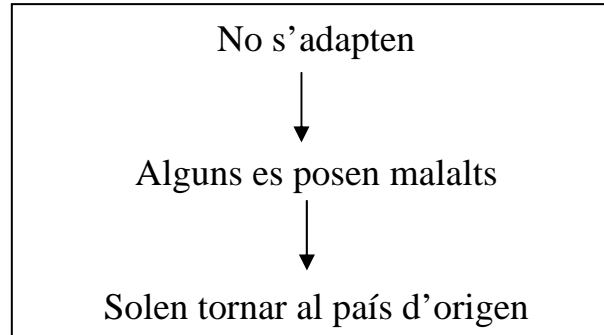 No s’adapten
Alguns es posen malalts
Solen tornar al país d’origen